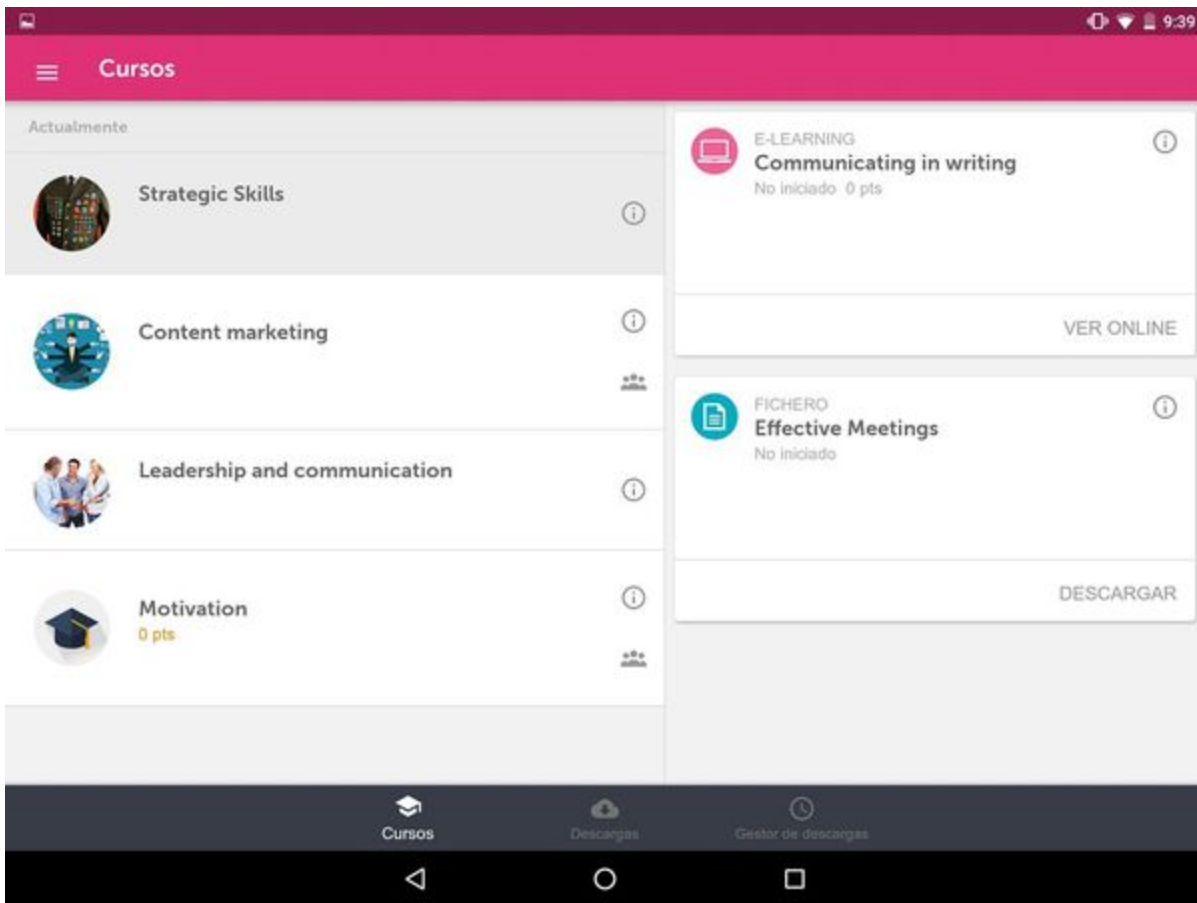 9:39
Cursos
Actualmente
Strategic Skills
Content marketing
Leadership and communication
Motivation
0 pts
E-LEARNING
Communicating in writing
No iniciado 0 pts
VER ONLINE
FICHERO
Effective Meetings
No iniciado
DESCARGAR
Cursos
Descargas
Gestor de descargas